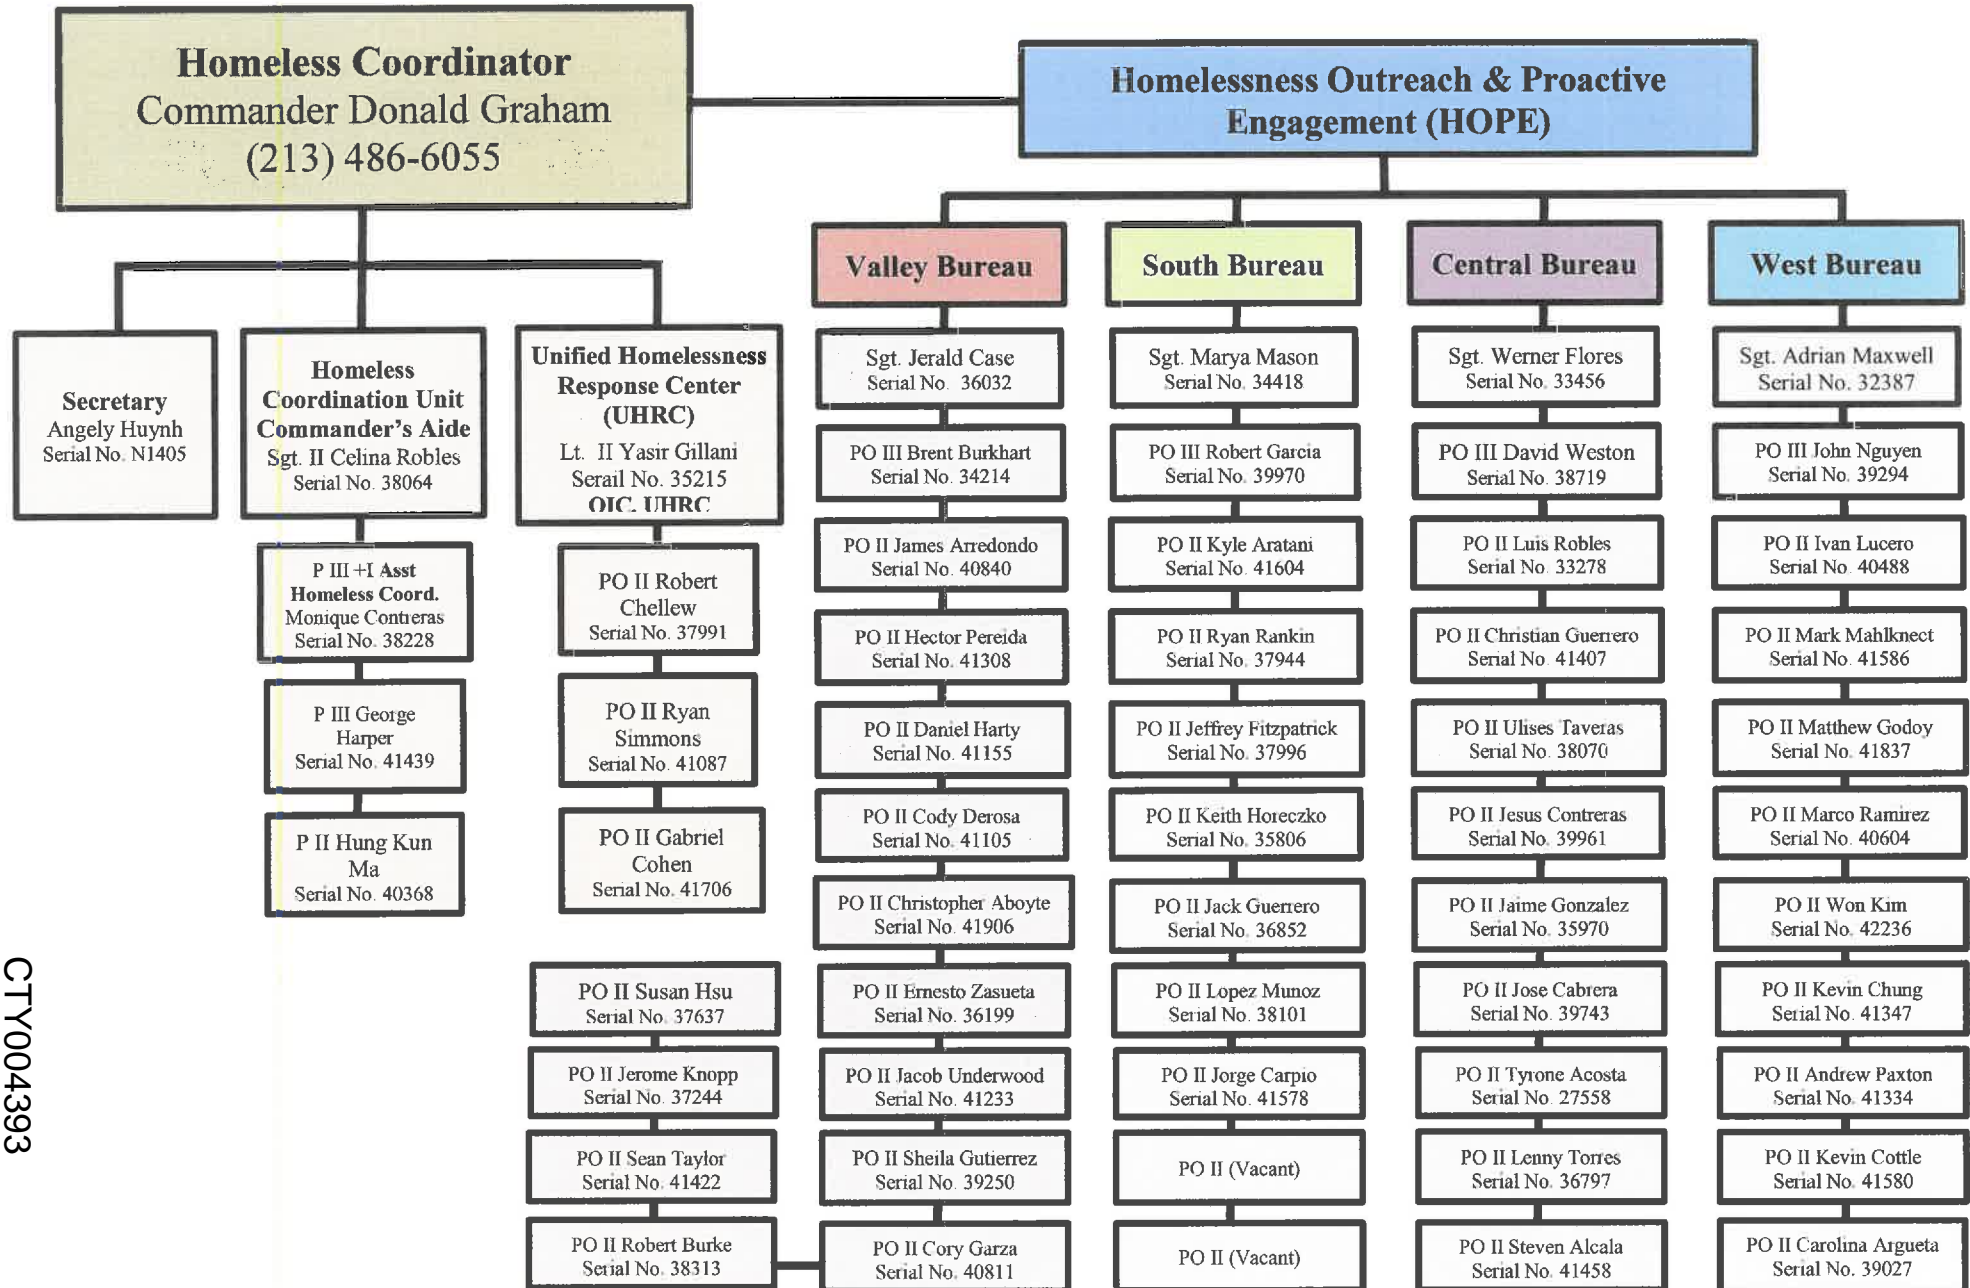 Homeless Coordinator
Commander Donald Graham
(213) 486-6055
Homelessness Outreach & Proactive
Engagement (HOPE)
Secretary
Angely Huynh
Serial No. N1405
Homeless
Coordination Unit
Commander's Aide
Sgt. II Celina Robles
Serial No. 38064
P III +I Asst
Homeless Coord.
Monique Contreras
Serial No. 38228
P III George
Harper
Serial No. 41439
P II Hung Kun
Ma
Serial No. 40368
Unified Homelessness
Response Center
(UHRC)
Lt. II Yasir Gillani
Serail No. 35215
OIC, UHRC
PO II Robert
Chellew
Serial No. 37991
PO II Ryan
Simmons
Serial No. 41087
PO II Gabriel
Cohen
Serial No. 41706
Valley Bureau
Sgt. Jerald Case
Serial No. 36032
PO III Brent Burkhart
Serial No. 34214
PO II James Arredondo
Serial No. 40840
PO II Hector Pereida
Serial No. 41308
PO II Daniel Harty
Serial No. 41155
PO II Cody Derosa
Serial No. 41105
PO II Christopher Aboyte
Serial No. 41906
PO II Ernesto Zasueta
Serial No. 36199
PO II Jacob Underwood
Serial No. 41233
PO II Sheila Gutierrez
Serial No. 39250
PO II Cory Garza
Serial No. 40811
PO II Susan Hsu
Serial No. 37637
PO II Jerome Knopp
Serial No. 37244
PO II Sean Taylor
Serial No. 41422
PO II Robert Burke
Serial No. 38313
South Bureau
Sgt. Marya Mason
Serial No. 34418
PO III Robert Garcia
Serial No. 39970
PO II Kyle Aratani
Serial No. 41604
PO II Ryan Rankin
Serial No. 37944
PO II Jeffrey Fitzpatrick
Serial No. 37996
PO II Keith Horeczko
Serial No. 35806
PO II Jack Guerrero
Serial No. 36852
PO II Lopez Munoz
Serial No. 38101
PO II Jorge Carpio
Serial No. 41578
PO II (Vacant)
PO II (Vacant)
Central Bureau
Sgt. Werner Flores
Serial No. 33456
PO III David Weston
Serial No. 38719
PO II Luis Robles
Serial No. 33278
PO II Christian Guerrero
Serial No. 41407
PO II Ulises Taveras
Serial No. 38070
PO II Jesus Contreras
Serial No. 39961
PO II Jaime Gonzalez
Serial No. 35970
PO II Jose Cabrera
Serial No. 39743
PO II Tyrone Acosta
Serial No. 27558
PO II Lenny Torres
Serial No. 36797
PO II Steven Alcala
Serial No. 41458
West Bureau
Sgt. Adrian Maxwell
Serial No. 32387
PO III John Nguyen
Serial No. 39294
PO II Ivan Lucero
Serial No. 40488
PO II Mark Mahlknect
Serial No. 41586
PO II Matthew Godoy
Serial No. 41837
PO II Marco Ramirez
Serial No. 40604
PO II Won Kim
Serial No. 42236
PO II Kevin Chung
Serial No. 41347
PO II Andrew Paxton
Serial No. 41334
PO II Kevin Cottle
Serial No. 41580
PO II Carolina Argueta
Serial No. 39027
CTY00043​93